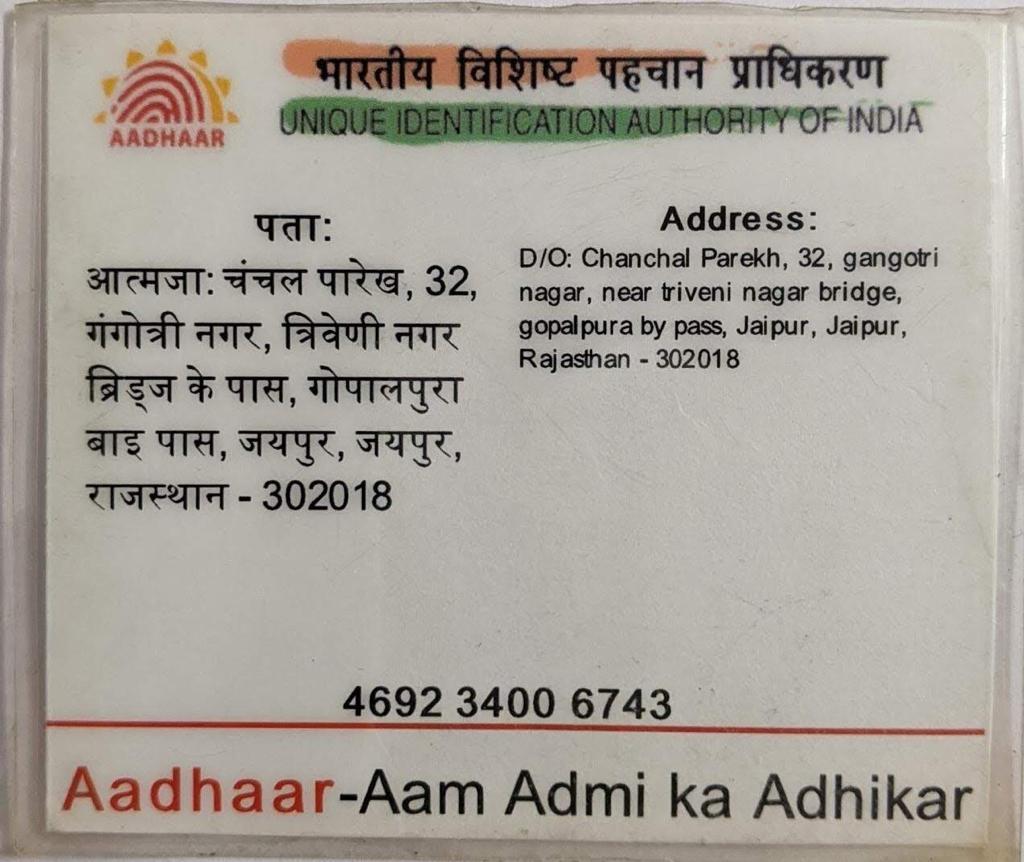 भारतीय विशिष्ट पहचान प्राधिकरण
UNIQUE IDENTIFICATION AUTHORITY OF INDIA
AADHAAR
पता:
आत्मजा: चंचल पारेख, 32,
गंगोत्री नगर, त्रिवेणी नगर
ब्रिड्ज के पास, गोपालपुरा
बाइ पास, जयपुर, जयपुर,
राजस्थान - 302018
Address:
D/O: Chanchal Parekh, 32, gangotri
nagar, near triveni nagar bridge,
gopalpura by pass, Jaipur, Jaipur,
Rajasthan - 302018
4692 3400 6743
Aadhaar-Aam Admi ka Adhikar